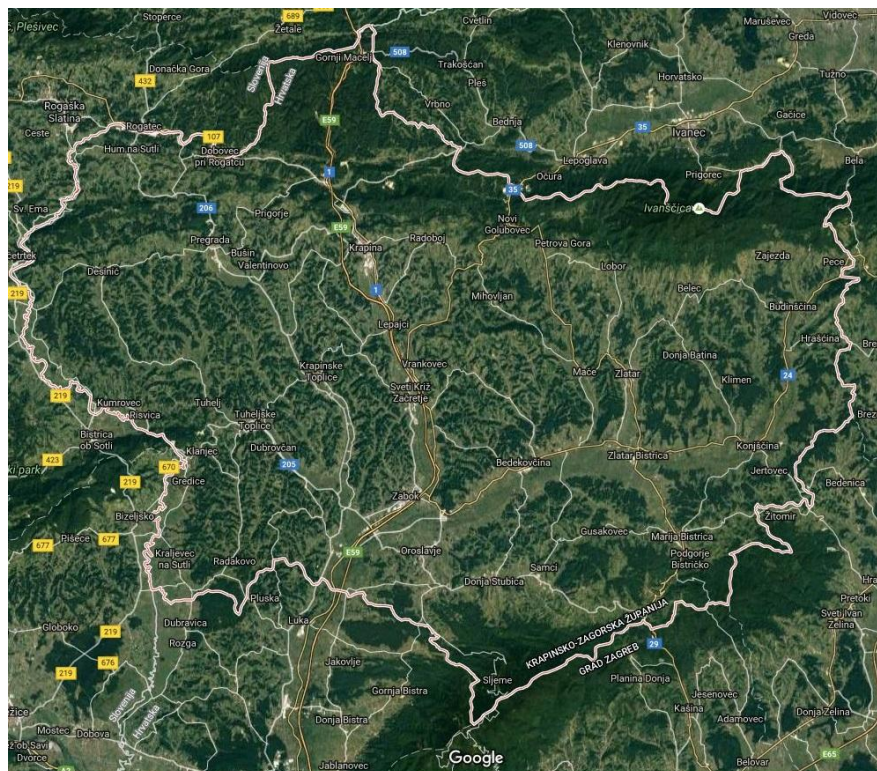 Plešivec
Stoperce
689
Žetale
Gornji Macelj
508
Cvetlin
Klenovnik
Maruševec
Vidovec
Greda
Donačka Gora
432
Slovenija
Hrvatska
Trakošćan
Pleš
Horvatsko
Tužno
Rogaška
Slatina
Vrbno
Ceste
Rogatec
107
E59
Bednja
35
Ivanec
Gačice
Hum na Sutli
Dobovec
pri Rogatcu
508
Lepoglava
Bela
219
1
Očura
Prigorec
35
Sv. Ema
206
Prigorje
Ivanščica
E59
Novi
Golubovec
Pregrada
Radoboj
Petrova Gora
Bušin
Krapina
četrtek
Valentinovo
Zajezda
Pece
Desinić
Lobor
219
1
Mihovljan
Belec
Budinščina
Lepajci
Hrašćina
Bre
Vrankovec
Donja Batina
Krapinske
Toplice
Mače
Zlatar
Klimen
24
219
Sveti Križ
Začretje
Kumrovec
Risvica
Tuhelj
Tuheljske
Toplice
Brez
Bistrica
ob Sotli
Klanjec
Dubrovčan
Konjščina
423
ki park
670
205
Bedekovčina
Zlatar Bistrica
Jertovec
219
Gredice
Bedenica
Zabok
Bizeljsko
Žitomir
677
Pišece
677
Gusakovec
Marija Bistrica
E59
Oroslavje
Kraljevec
na Sutli
Radakovo
Samci
Podgorje
Bistričko
Donja Stubica
Hra
Pluska
Pretoki
KRAPINSKO-ZAGORSKA ŽUPANIJA
Sveti Ivan
Zelina
Globoko
219
Dubravica
Luka
Rozga
29
676
GRAD ZAGREB
219
Jakovlje
Sljeme
Planina Donja
Gornja Bistra
Jesenovec
Kašina
Slovenija
Hrvatska
Donja Bistra
Adamovec
Donja Zelina
Mostec
Dobova
ob Savi
Dvorce
Google
E65
Jablanovec
Belovar